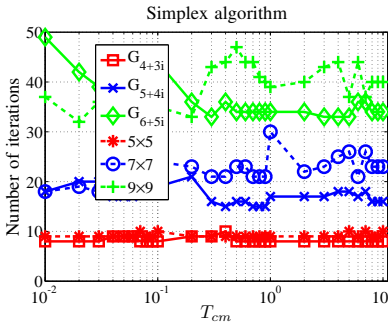 Simplex algorithm
Number of iterations
50
40
30
20
10
0
G4+3i
G5+4i
G6+5i
5×5
7×7
9×9
10^-2 10^-1 10^0 10^1
T_cm